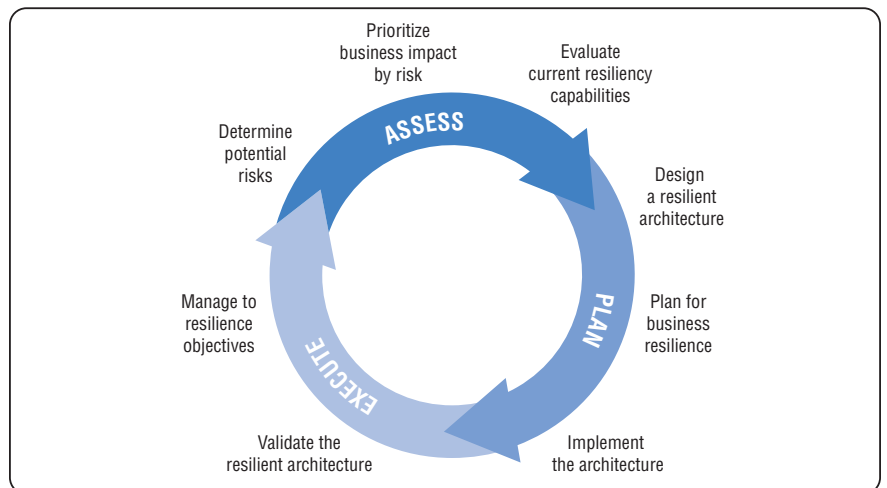 Prioritize
business impact
by risk
Evaluate
current resiliency
capabilities
ASSESS
Determine
potential
risks
Design
a resilient
architecture
Manage to
resilience
objectives
PLAN
Plan for
business
resilience
EXECUTE
Validate the
resilient architecture
Implement
the architecture